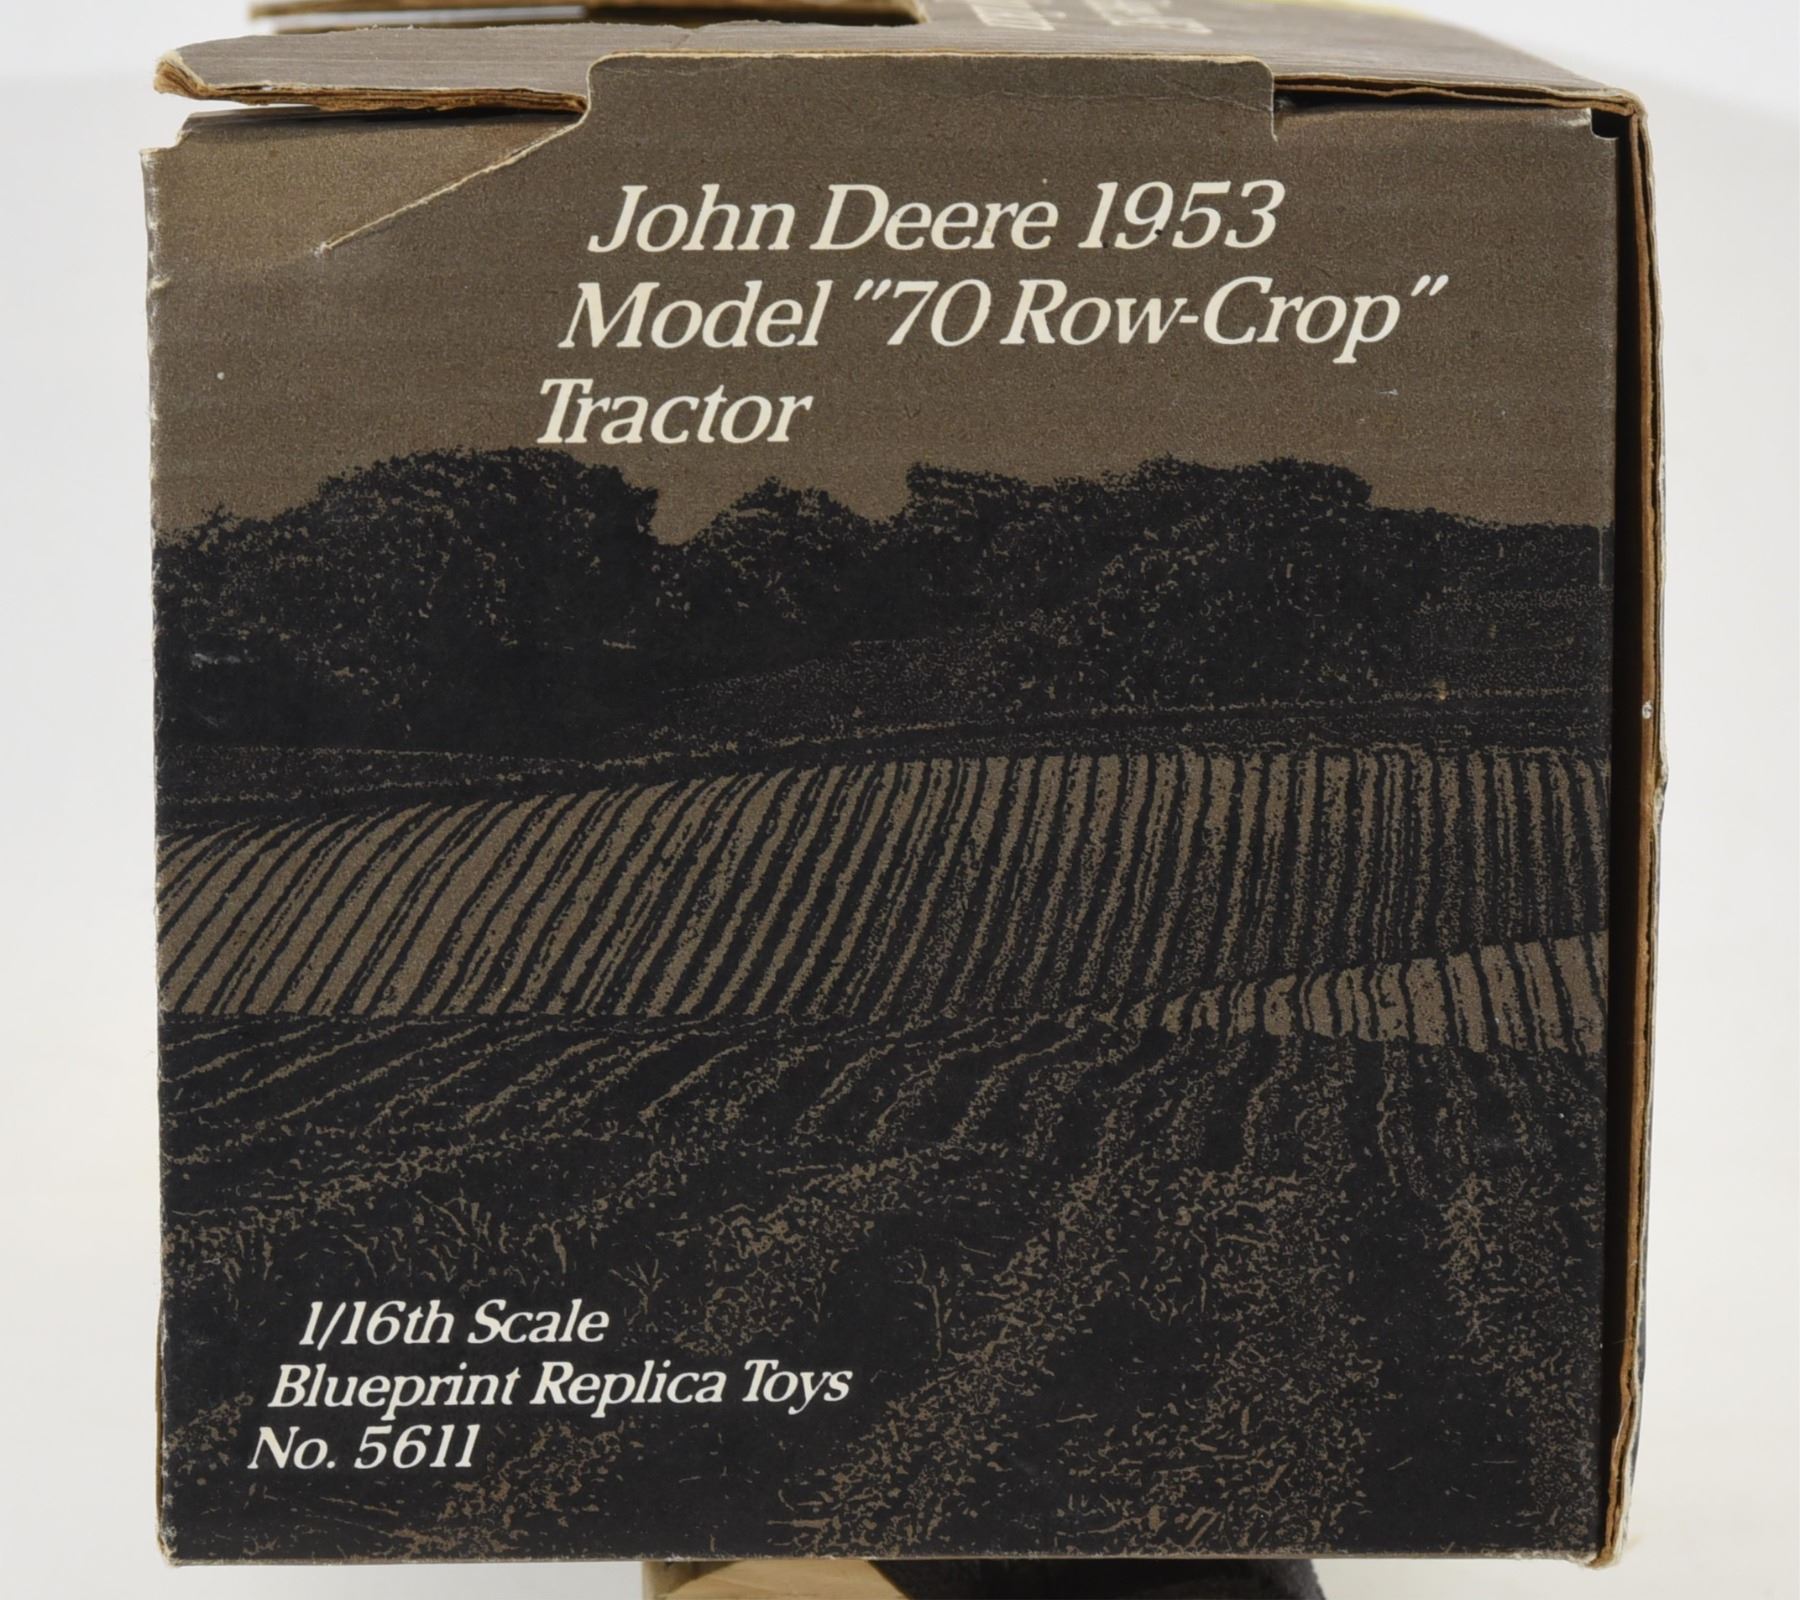 John Deere 1953
Model "70 Row-Crop"
Tractor
1/16th Scale
Blueprint Replica Toys
No. 5611